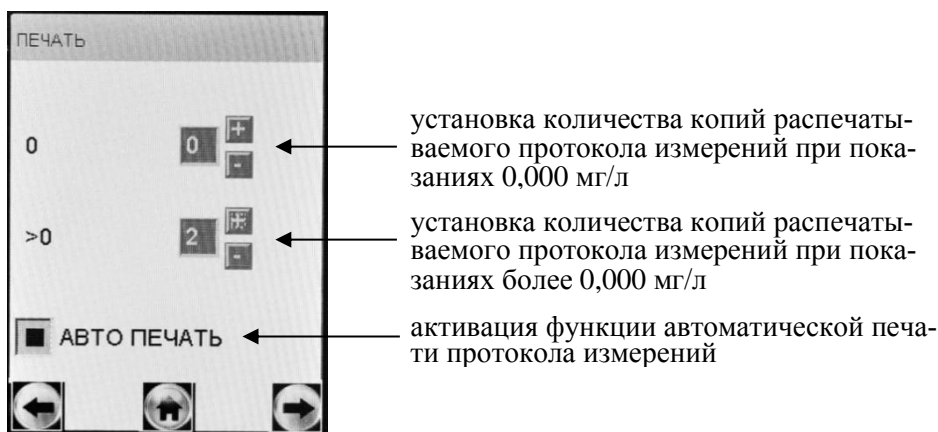 ПЕЧАТЬ
0 0 + -
установка количества копий распечаты-
ваемого протокола измерений при пока-
заниях 0,000 мг/л
>0 2 + -
установка количества копий распечаты-
ваемого протокола измерений при пока-
заниях более 0,000 мг/л
АВТО ПЕЧАТЬ
активация функции автоматической печа-
ти протокола измерений